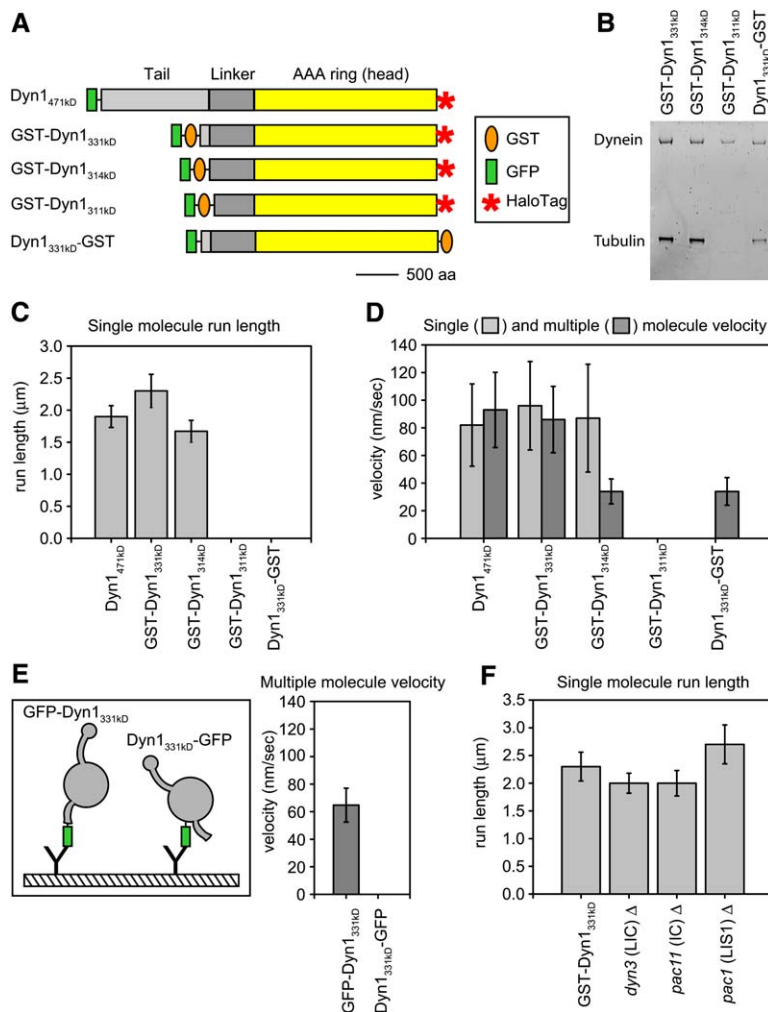 A
Tail Linker AAA ring (head)
Dyn1471kD
GST-Dyn1331kD
GST-Dyn1314kD
GST-Dyn1311kD
Dyn1331kD-GST
GST
GFP
HaloTag
500 aa
B
GST-Dyn1331kD
GST-Dyn1314kD
GST-Dyn1311kD
Dyn1331kD-GST
Dynein
Tubulin
C
Single molecule run length
run length (μm)
3.0
2.5
2.0
1.5
1.0
0.5
0.0
Dyn1471kD
GST-Dyn1331kD
GST-Dyn1314kD
GST-Dyn1311kD
Dyn1331kD-GST
D
Single ( ) and multiple ( ) molecule velocity
velocity (nm/sec)
140
120
100
80
60
40
20
0
Dyn1471kD
GST-Dyn1331kD
GST-Dyn1314kD
GST-Dyn1311kD
Dyn1331kD-GST
E
GFP-Dyn1331kD
Dyn1331kD-GFP
Multiple molecule velocity
velocity (nm/sec)
140
120
100
80
60
40
20
0
GFP-Dyn1331kD
Dyn1331kD-GFP
F
Single molecule run length
run length (μm)
3.5
3.0
2.5
2.0
1.5
1.0
0.5
0.0
GST-Dyn1331kD
dyn3 (LIC) Δ
pac11 (IC) Δ
pac1 (LIS1) Δ